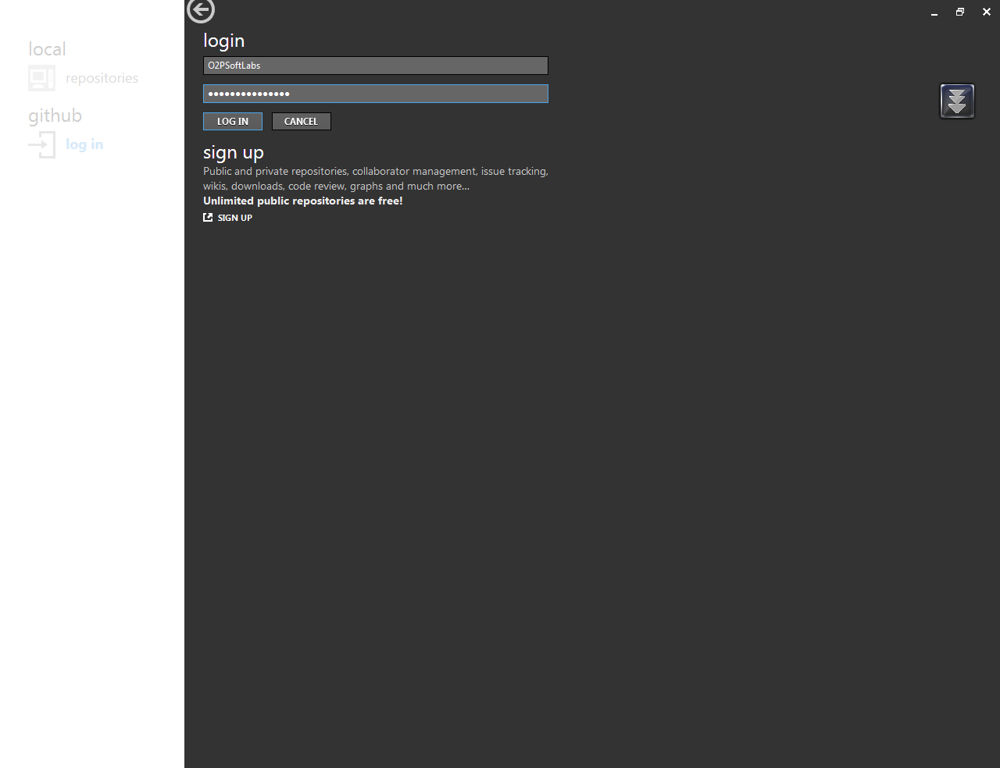 local
repositories
github
log in
login
O2PSoftLabs
●●●●●●●●●●●●●●●
LOG IN
CANCEL
sign up
Public and private repositories, collaborator management, issue tracking,
wikis, downloads, code review, graphs and much more...
Unlimited public repositories are free!
SIGN UP